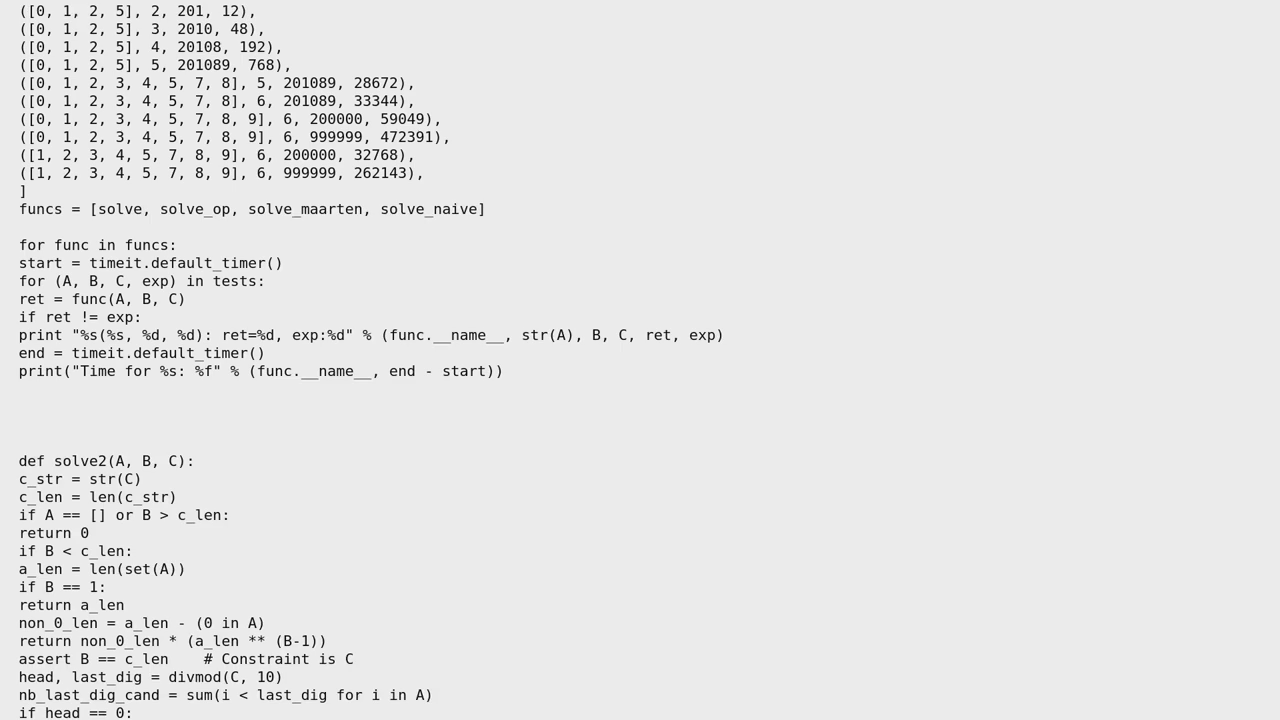 ([0, 1, 2, 5], 2, 201, 12),
([0, 1, 2, 5], 3, 2010, 48),
([0, 1, 2, 5], 4, 20108, 192),
([0, 1, 2, 5], 5, 201089, 768),
([0, 1, 2, 3, 4, 5, 7, 8], 5, 201089, 28672),
([0, 1, 2, 3, 4, 5, 7, 8], 6, 201089, 33344),
([0, 1, 2, 3, 4, 5, 7, 8, 9], 6, 200000, 59049),
([0, 1, 2, 3, 4, 5, 7, 8, 9], 6, 999999, 472391),
([1, 2, 3, 4, 5, 7, 8, 9], 6, 200000, 32768),
([1, 2, 3, 4, 5, 7, 8, 9], 6, 999999, 262143),
]
funcs = [solve, solve_op, solve_maarten, solve_naive]
for func in funcs:
start = timeit.default_timer()
for (A, B, C, exp) in tests:
ret = func(A, B, C)
if ret != exp:
print "%s(%s, %d, %d): ret=%d, exp:%d" % (func.__name__, str(A), B, C, ret, exp)
end = timeit.default_timer()
print("Time for %s: %f" % (func.__name__, end - start))
def solve2(A, B, C):
c_str = str(C)
c_len = len(c_str)
if A == [] or B > c_len:
return 0
if B < c_len:
a_len = len(set(A))
if B == 1:
return a_len
non_0_len = a_len - (0 in A)
return non_0_len * (a_len ** (B-1))
assert B == c_len    # Constraint is C
head, last_dig = divmod(C, 10)
nb_last_dig_cand = sum(i < last_dig for i in A)
if head == 0: